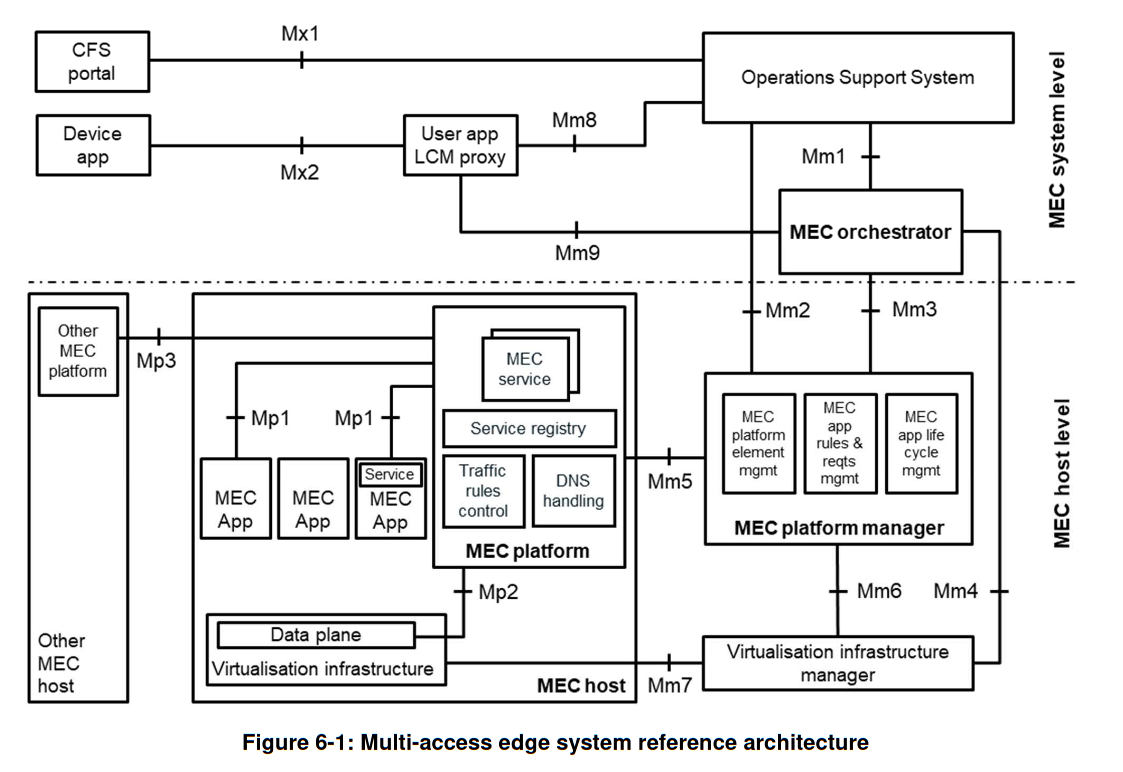 Mx1
CFS
portal
Operations Support System
Device
app
Mx2
User app
LCM proxy
Mm8
Mm1
MEC system level
Mm9
MEC orchestrator
Other
MEC
platform
Mp3
Mm2
Mm3
MEC
service
Mp1
Mp1
Service registry
MEC
platform
element
mgmt
MEC
app
rules &
reqts
mgmt
MEC
app life
cycle
mgmt
MEC host level
MEC
App
MEC
App
Service
MEC
App
Traffic
rules
control
DNS
handling
Mm5
MEC platform
MEC platform manager
Mp2
Mm6
Mm4
Data plane
Virtualisation infrastructure
Other
MEC
host
MEC host
Mm7
Virtualisation infrastructure
manager
Figure 6-1: Multi-access edge system reference architecture